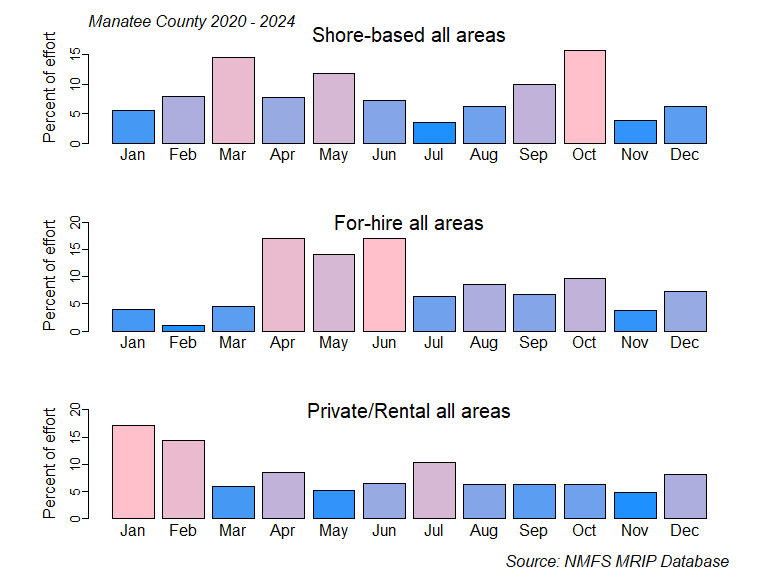 Manatee County 2020 - 2024
Shore-based all areas
Percent of effort
15
10
5
0
Jan Feb Mar Apr May Jun Jul Aug Sep Oct Nov Dec
For-hire all areas
Percent of effort
20
15
10
5
0
Jan Feb Mar Apr May Jun Jul Aug Sep Oct Nov Dec
Private/Rental all areas
Percent of effort
20
15
10
5
0
Jan Feb Mar Apr May Jun Jul Aug Sep Oct Nov Dec
Source: NMFS MRIP Database